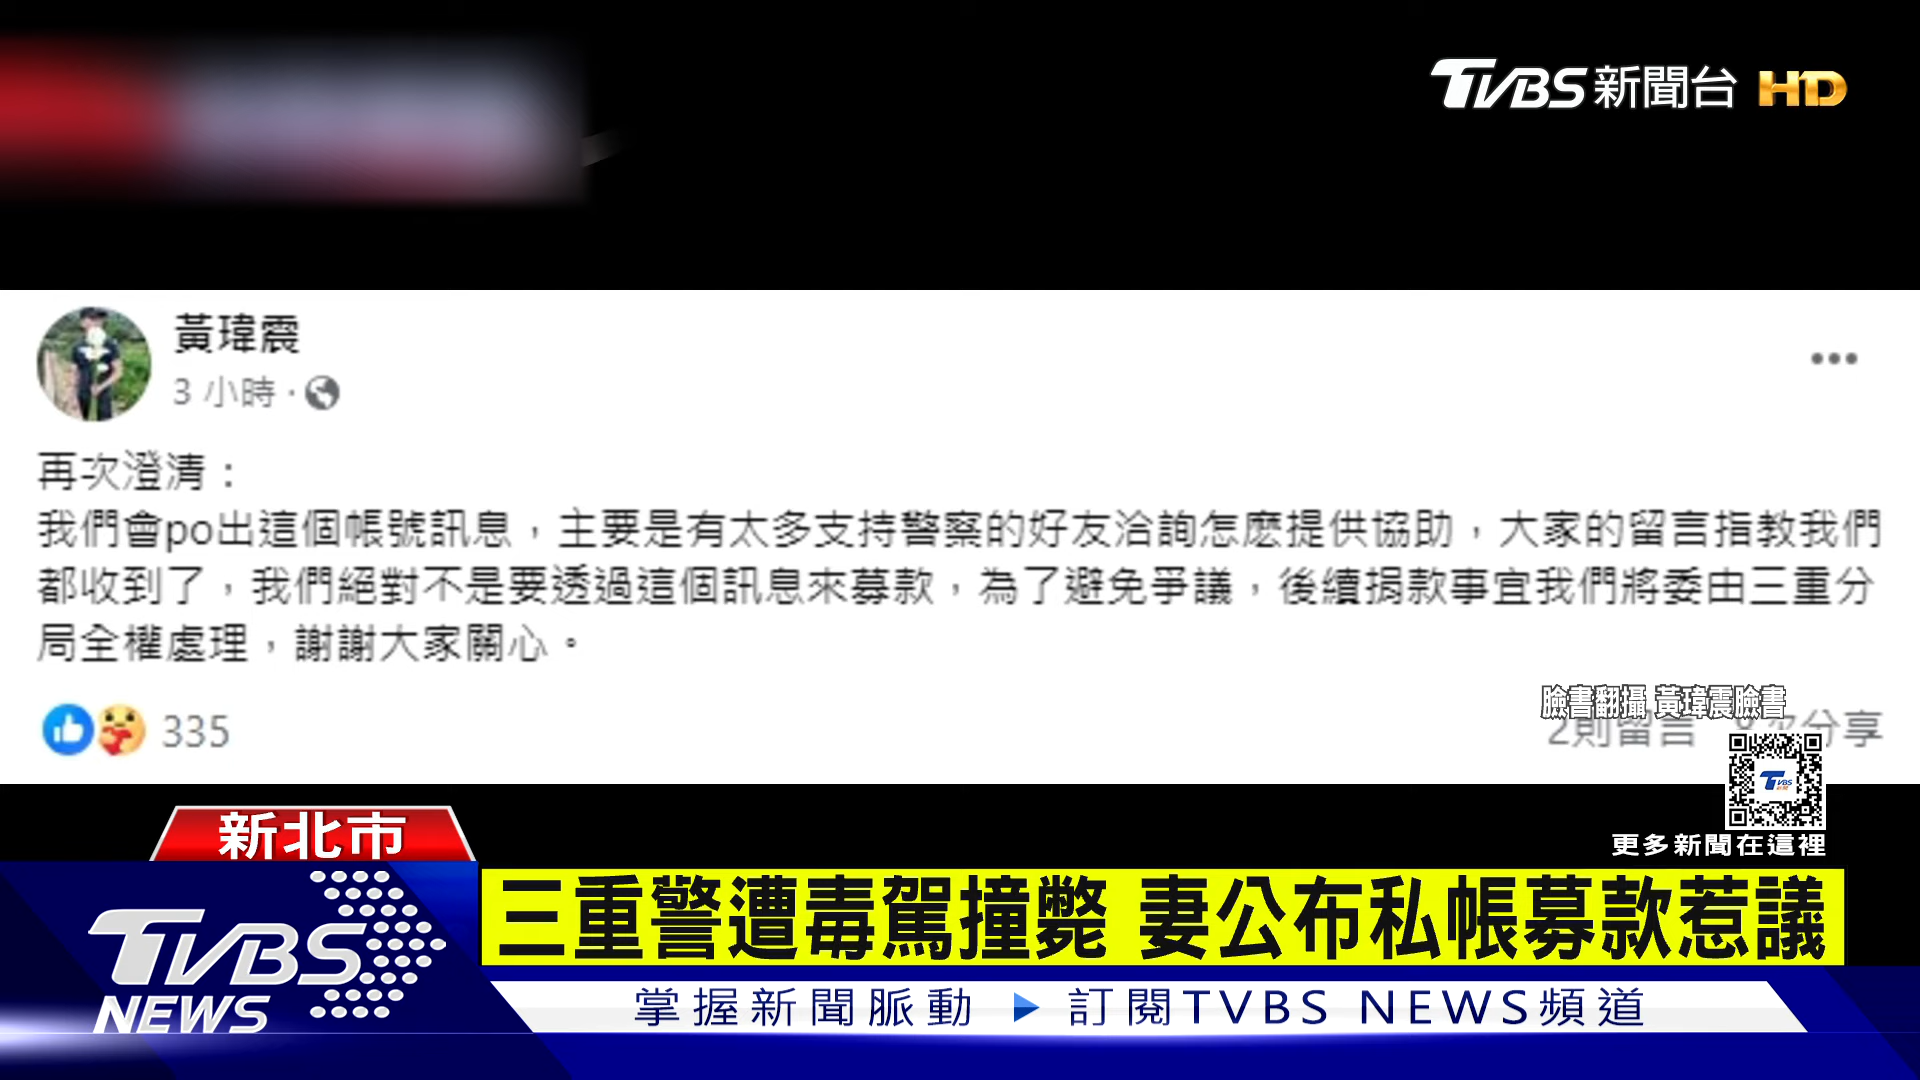 TVBS新聞台 HD
黃瑋震
3 小時 ·
再次澄清：
我們會po出這個帳號訊息，主要是有太多支持警察的好友洽詢怎麼提供協助，大家的留言指教我們
都收到了，我們絕對不是要透過這個訊息來募款，為了避免爭議，後續捐款事宜我們將委由三重分
局全權處理，謝謝大家關心。
臉書翻攝 黃瑋震臉書
335
2則留言 分享
TVBS
更多新聞在這裡
新北市
三重警遭毒駕撞斃 妻公布私帳募款惹議
TVBS
NEWS
掌握新聞脈動 ▶ 訂閱TVBS NEWS頻道